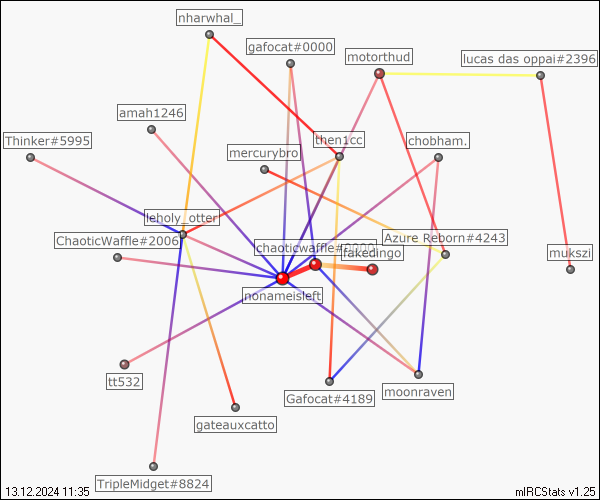 nharwhal_
gafocat#0000
motorthud
lucas das oppai#2396
amah1246
Thinker#5995
then1cc
chobham.
mercurybro
leholy_otter
ChaoticWaffle#2006
chaoticwaffle#0000
Azure Reborn#4243
fakedingo
mukszi
nonameisleft
tt532
Gafocat#4189
moonraven
gateauxcatto
TripleMidget#8824
13.12.2024 11:35
mIRCStats v1.25